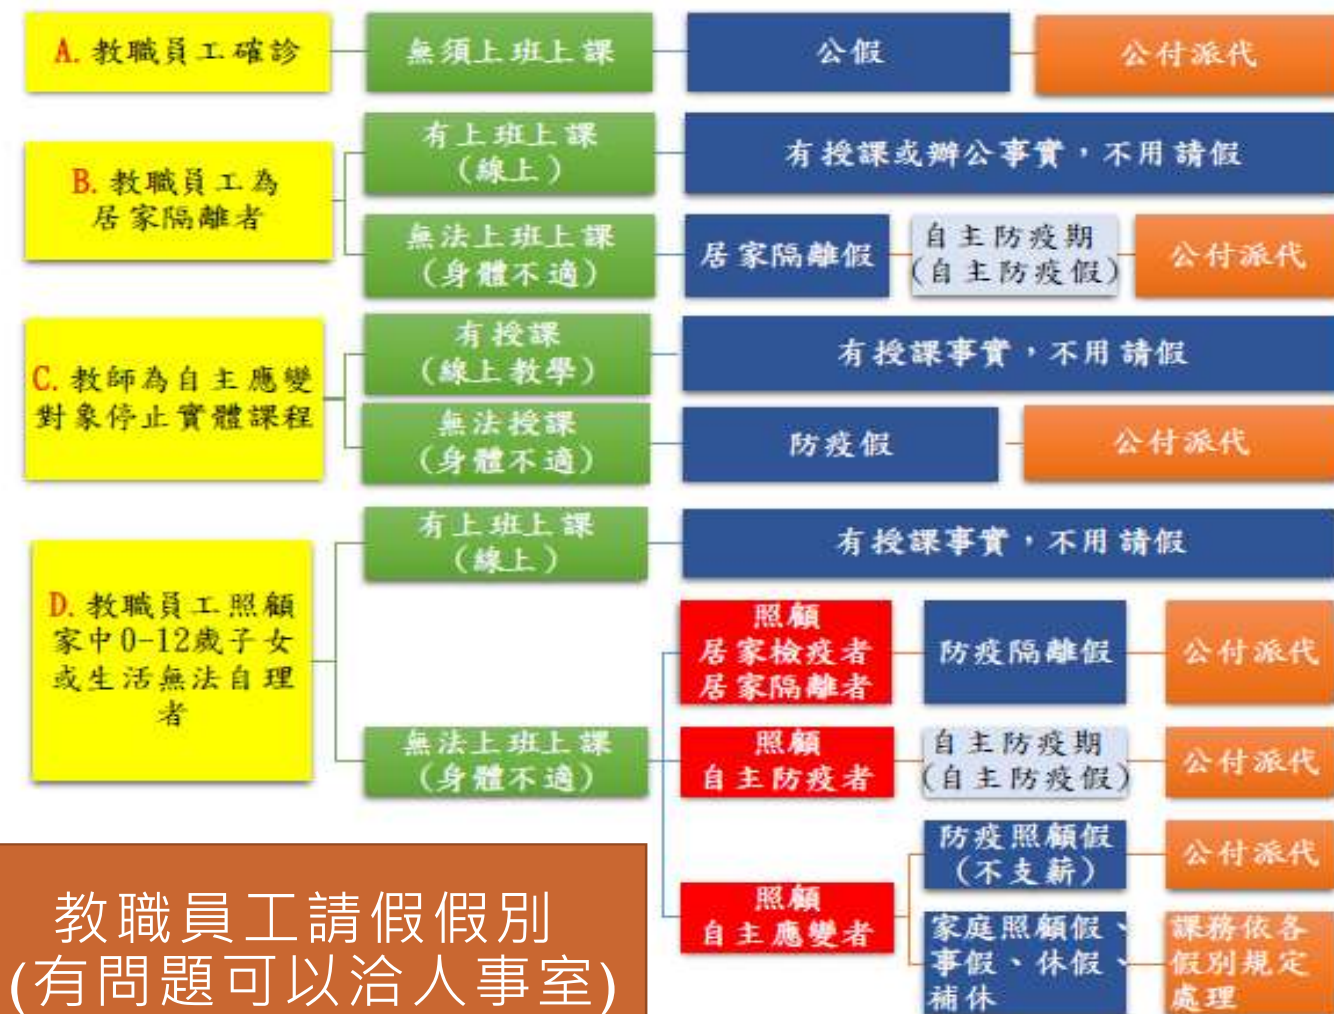 A. 教職員工確診
無須上班上課
公假
公付派代
B. 教職員工為
居家隔離者
有上班上課
(線上)
有授課或辦公事實，不用請假
無法上班上課
(身體不適)
居家隔離假
自主防疫期
(自主防疫假)
公付派代
C. 教師為自主應變
對象停止實體課程
有授課
(線上教學)
有授課事實，不用請假
無法授課
(身體不適)
防疫假
公付派代
D. 教職員工照顧
家中0-12歲子女
或生活無法自理
者
有上班上課
(線上)
有授課事實，不用請假
無法上班上課
(身體不適)
照顧
居家檢疫者
居家隔離者
防疫隔離假
公付派代
照顧
自主防疫者
自主防疫期
(自主防疫假)
公付派代
照顧
自主應變者
防疫照顧假
(不支薪)
公付派代
家庭照顧假、
事假、休假、
補休
課務依各
假別規定
處理
教職員工請假假別
(有問題可以洽人事室)